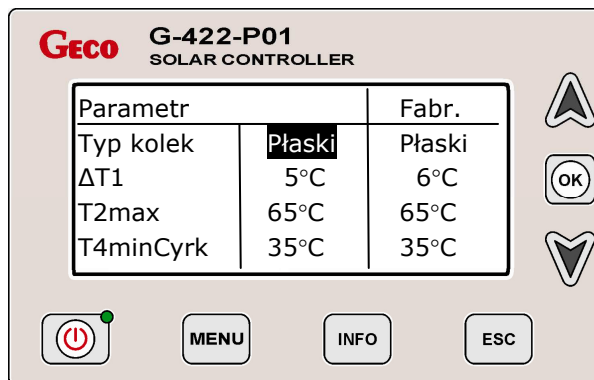 GECO G-422-P01
SOLAR CONTROLLER
Parametr Fabr.
Typ kolek Płaski Płaski
ΔT1 5°C 6°C
T2max 65°C 65°C
T4minCyrk 35°C 35°C
OK
MENU INFO ESC